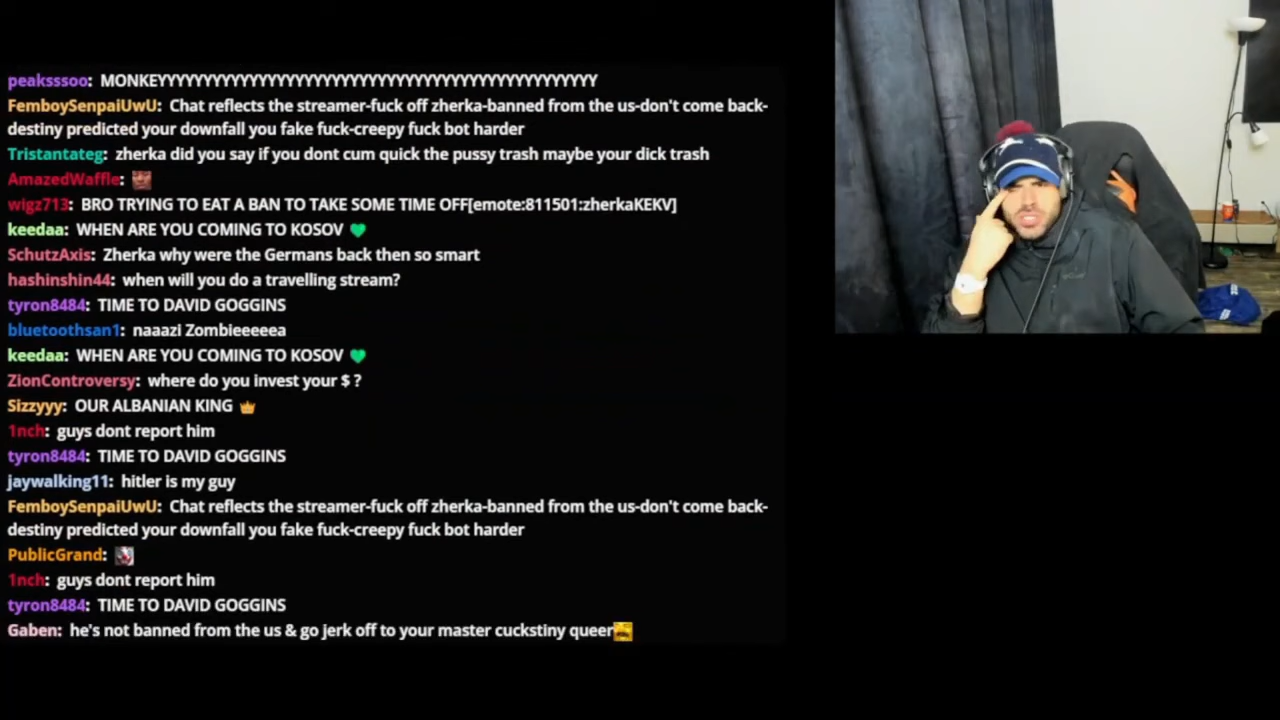 peaksssoo: MONKEYYYYYYYYYYYYYYYYYYYYYYYYYYYYYYYYYYYYYYYYYYYYYYYYY
FemboySenpaiUwU: Chat reflects the streamer-fuck off zherka-banned from the us-don't come back-
destiny predicted your downfall you fake fuck-creepy fuck bot harder
Tristantateg: zherka did you say if you dont cum quick the pussy trash maybe your dick trash
AmazedWaffle:
wigz713: BRO TRYING TO EAT A BAN TO TAKE SOME TIME OFF[emote:811501:zherkaKEKV]
keedaa: WHEN ARE YOU COMING TO KOSOV 💚
SchutzAxis: Zherka why were the Germans back then so smart
hashinshin44: when will you do a travelling stream?
tyron8484: TIME TO DAVID GOGGINS
bluetoothsan1: naaazi Zombieeeeea
keedaa: WHEN ARE YOU COMING TO KOSOV 💚
ZionControversy: where do you invest your $ ?
Sizzyyy: OUR ALBANIAN KING 👑
1nch: guys dont report him
tyron8484: TIME TO DAVID GOGGINS
jaywalking11: hitler is my guy
FemboySenpaiUwU: Chat reflects the streamer-fuck off zherka-banned from the us-don't come back-
destiny predicted your downfall you fake fuck-creepy fuck bot harder
PublicGrand:
1nch: guys dont report him
tyron8484: TIME TO DAVID GOGGINS
Gaben: he's not banned from the us & go jerk off to your master cuckstiny queer